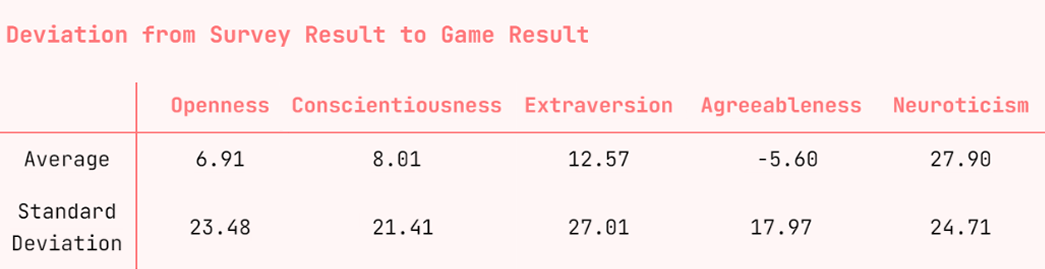 Deviation from Survey Result to Game Result
Openness Conscientiousness Extraversion Agreeableness Neuroticism
Average 6.91 8.01 12.57 -5.60 27.90
Standard
Deviation 23.48 21.41 27.01 17.97 24.71